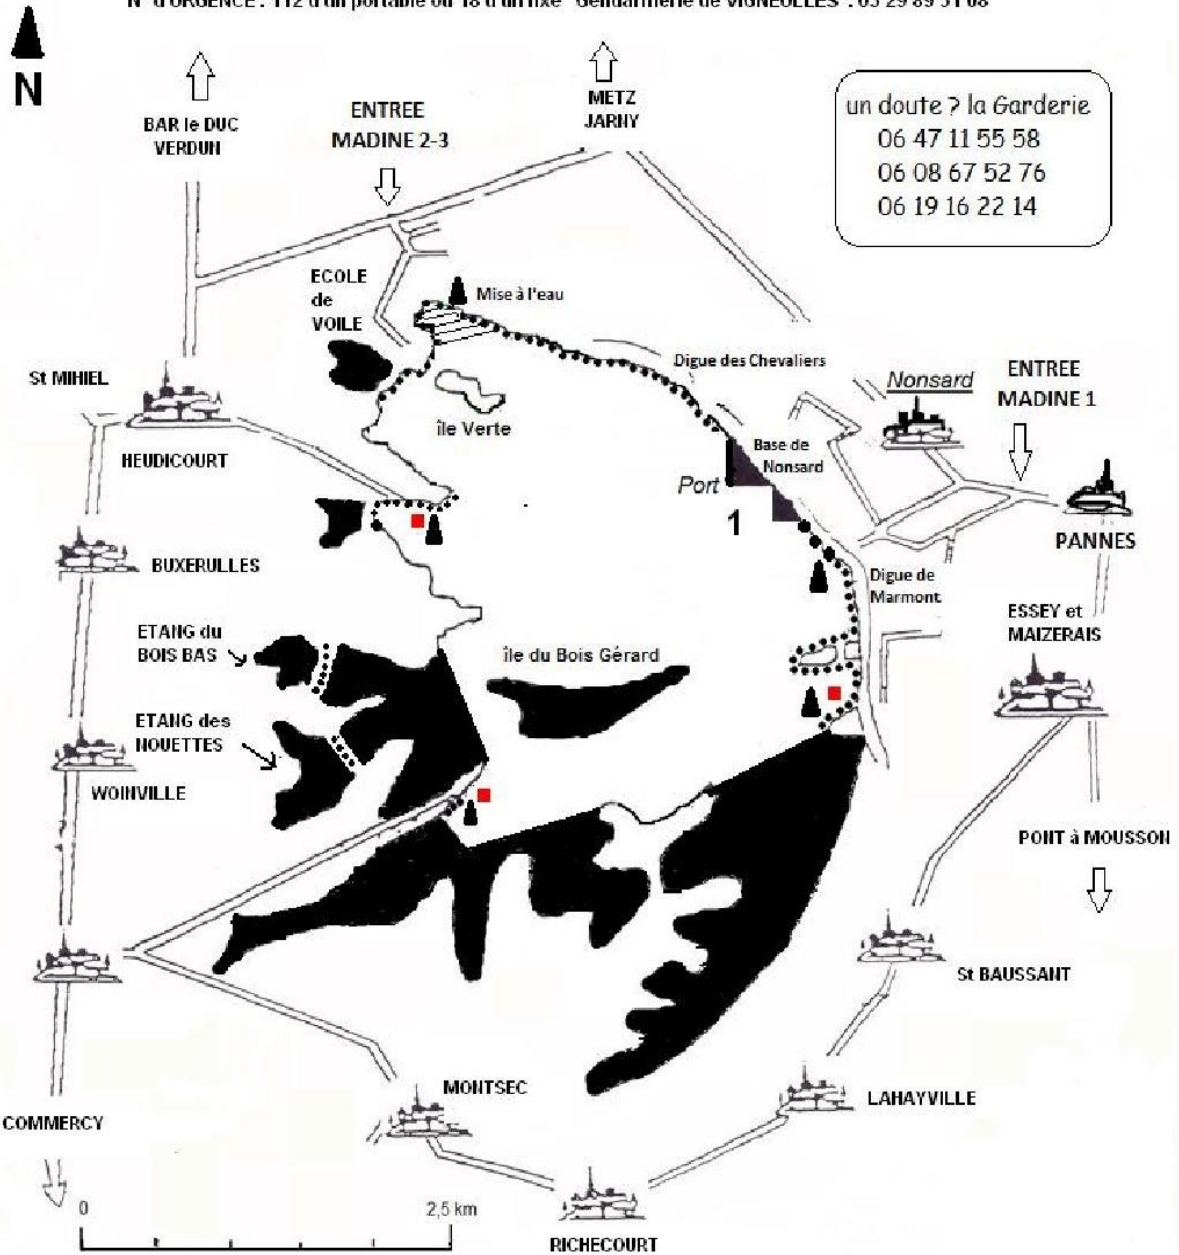 N
BAR le DUC
VERDUN
ENTREE
MADINE 2-3
METZ
JARNY
un doute ? la Garderie
06 47 11 55 58
06 08 67 52 76
06 19 16 22 14
ECOLE
de
VOILE
Mise à l'eau
Digue des Chevaliers
St MIHIEL
Nonsard
ENTREE
MADINE 1
île Verte
HEUDICOURT
Base de
Nonsard
Port
1
PANNES
BUXERULLES
Digue de
Marmont
ESSEY et
MAIZERAIS
ETANG du
BOIS BAS
île du Bois Gérard
ETANG des
NOUETTES
WOINVILLE
PONT à MOUSSON
St BAUSSANT
MONTSEC
LAHAYVILLE
COMMERCY
0
2,5 km
RICHECOURT